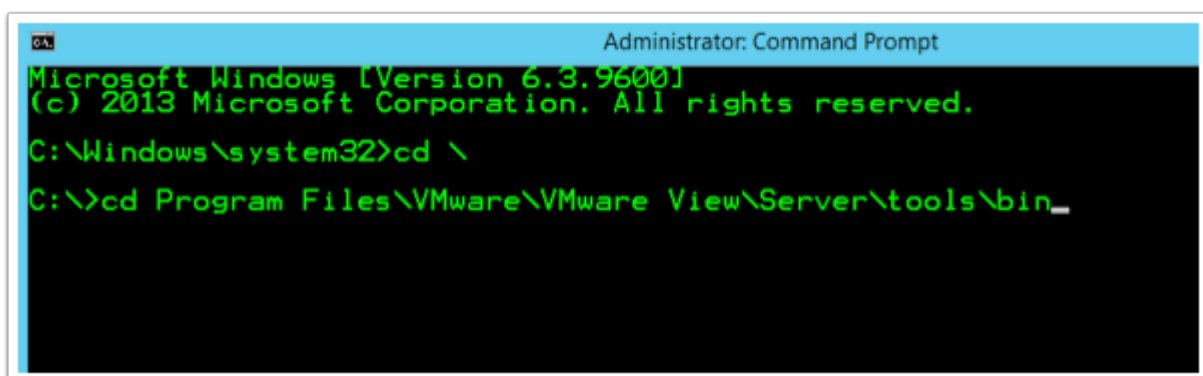 Administrator: Command Prompt
Microsoft Windows [Version 6.3.9600]
(c) 2013 Microsoft Corporation. All rights reserved.
C:\Windows\system32>cd \
C:\>cd Program Files\VMware\VMware View\Server\tools\bin_